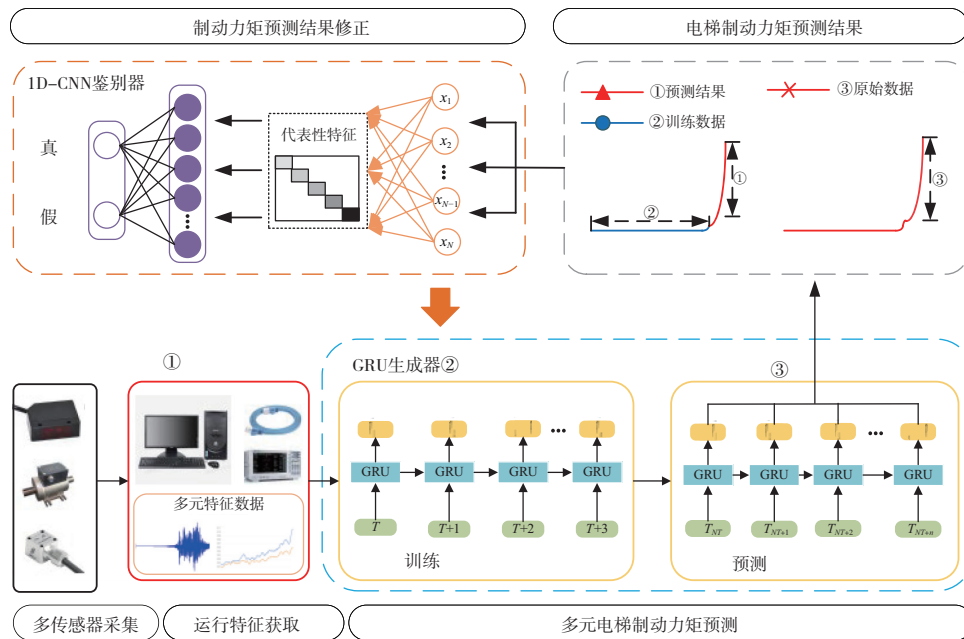 制动力矩预测结果修正
电梯制动力矩预测结果
1D-CNN鉴别器
真
假
代表性特征
x1
x2
xN-1
xN
①预测结果
③原始数据
②训练数据
①
②
③
①
GRU生成器②
③
多元特征数据
GRU
GRU
GRU
GRU
T
T+1
T+2
T+3
训练
GRU
GRU
GRU
GRU
TNT
TNT+1
TNT+2
TNT+n
预测
多传感器采集
运行特征获取
多元电梯制动力矩预测